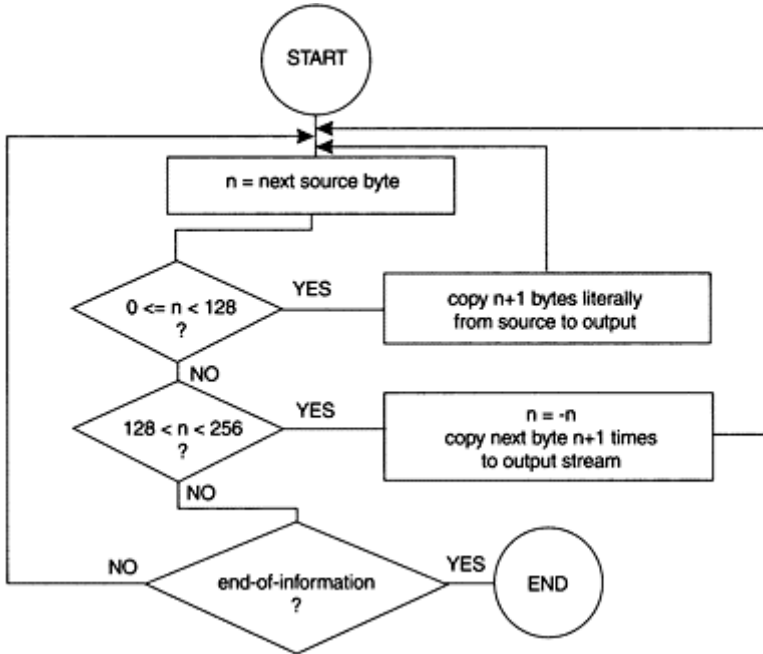 START
n = next source byte
0 <= n < 128
?
YES
copy n+1 bytes literally
from source to output
NO
128 < n < 256
?
YES
n = -n
copy next byte n+1 times
to output stream
NO
NO
end-of-information
?
YES
END